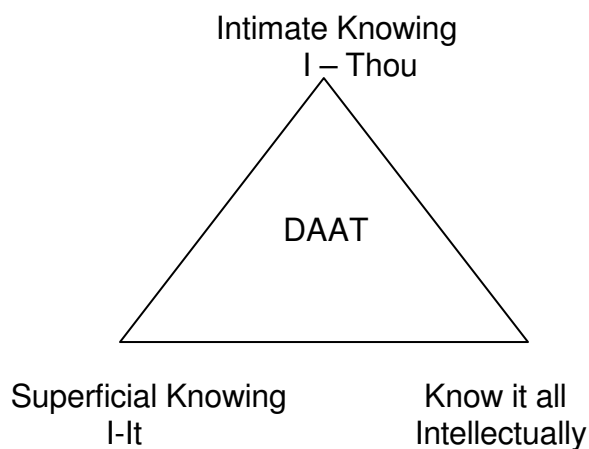 Intimate Knowing
I – Thou
DAAT
Superficial Knowing
I-It
Know it all
Intellectually